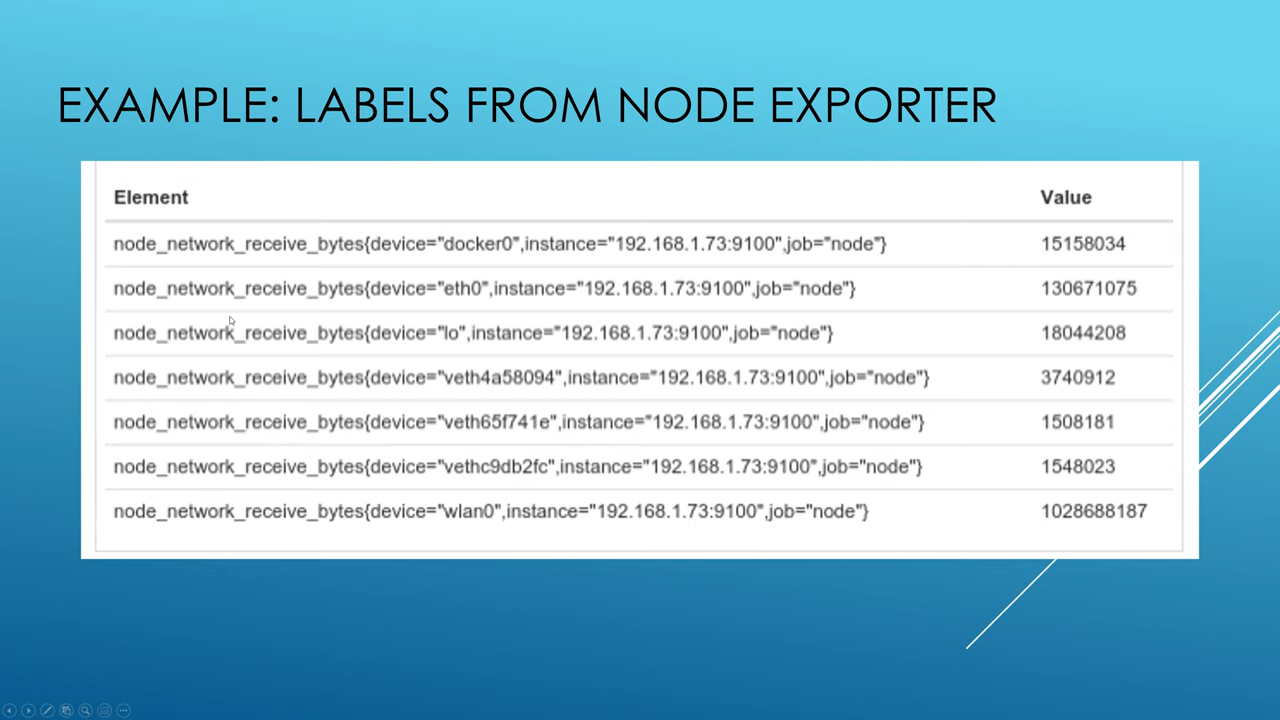 EXAMPLE: LABELS FROM NODE EXPORTER
Element Value
node_network_receive_bytes{device="docker0",instance="192.168.1.73:9100",job="node"} 15158034
node_network_receive_bytes{device="eth0",instance="192.168.1.73:9100",job="node"} 130671075
node_network_receive_bytes{device="lo",instance="192.168.1.73:9100",job="node"} 18044208
node_network_receive_bytes{device="veth4a58094",instance="192.168.1.73:9100",job="node"} 3740912
node_network_receive_bytes{device="veth65f741e",instance="192.168.1.73:9100",job="node"} 1508181
node_network_receive_bytes{device="vethc9db2fc",instance="192.168.1.73:9100",job="node"} 1548023
node_network_receive_bytes{device="wlan0",instance="192.168.1.73:9100",job="node"} 1028688187